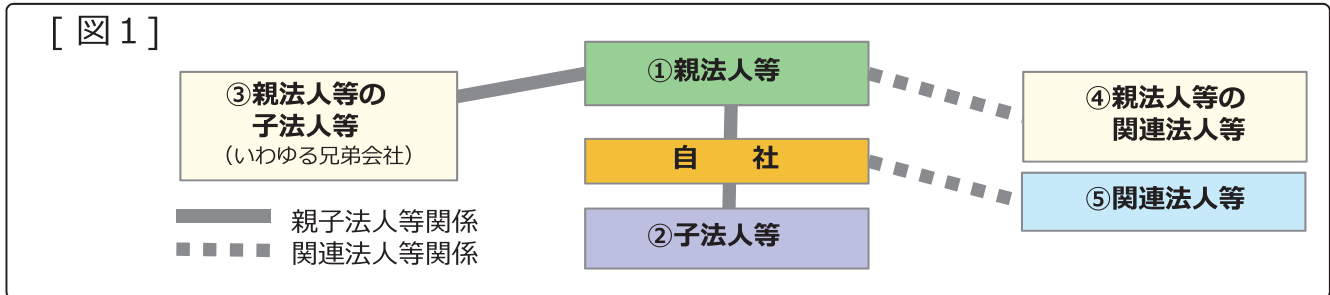 [ 図1 ]
①親法人等
③親法人等の
子法人等
(いわゆる兄弟会社)
④親法人等の
関連法人等
自　　社
⑤関連法人等
②子法人等
親子法人等関係
関連法人等関係